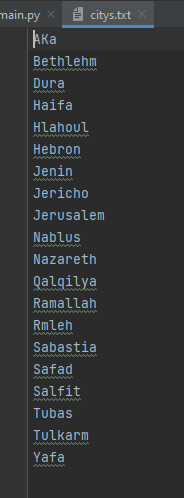 main.py
citys.txt
AKa
Bethlehm
Dura
Haifa
Hlahoul
Hebron
Jenin
Jericho
Jerusalem
Nablus
Nazareth
Qalqilya
Ramallah
Rmleh
Sabastia
Safad
Salfit
Tubas
Tulkarm
Yafa